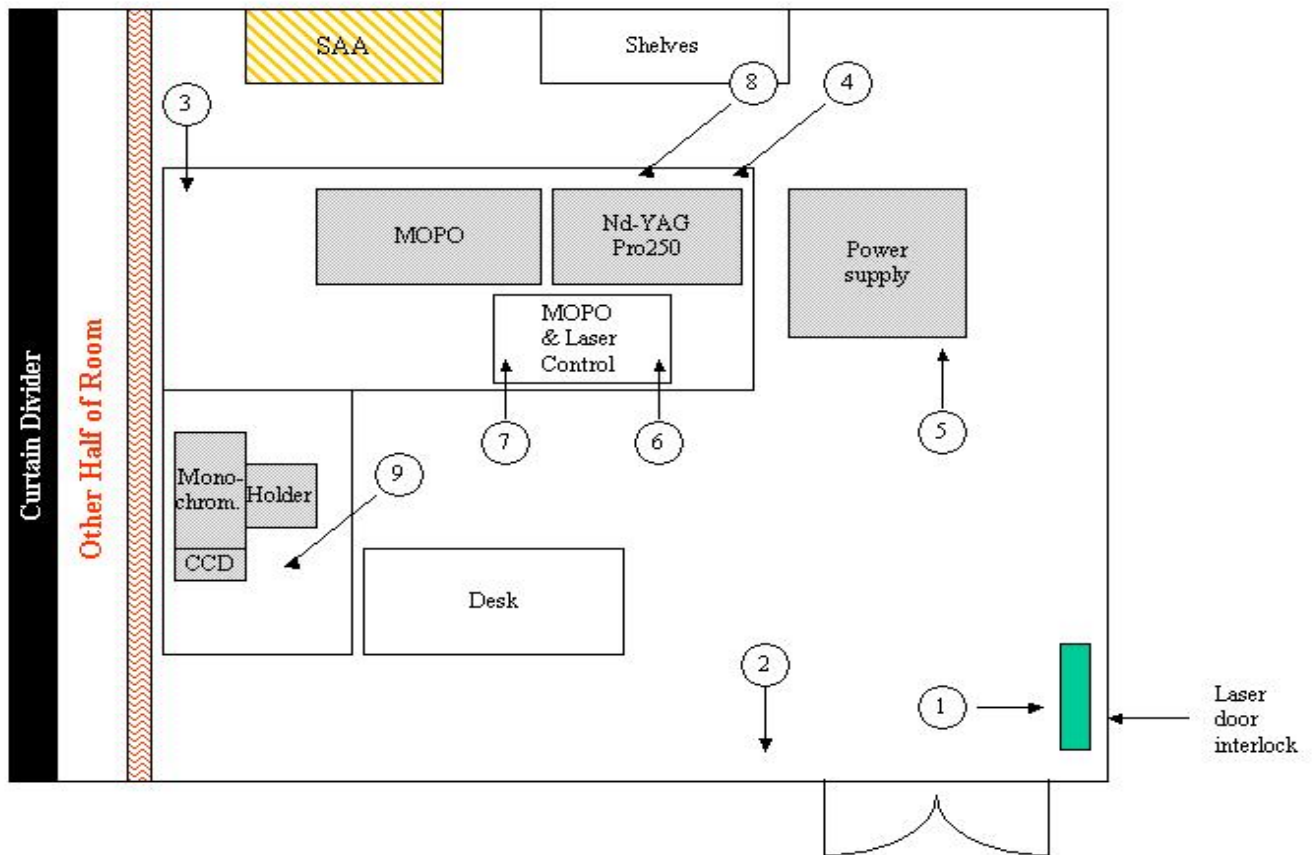 SAA
Shelves
3
8
4
MOPO
Nd-YAG
Pro250
Power
supply
MOPO
& Laser
Control
7
6
5
Curtain Divider
Other Half of Room
Mono-
chrom.
Holder
CCD
9
Desk
2
1
Laser
door
interlock